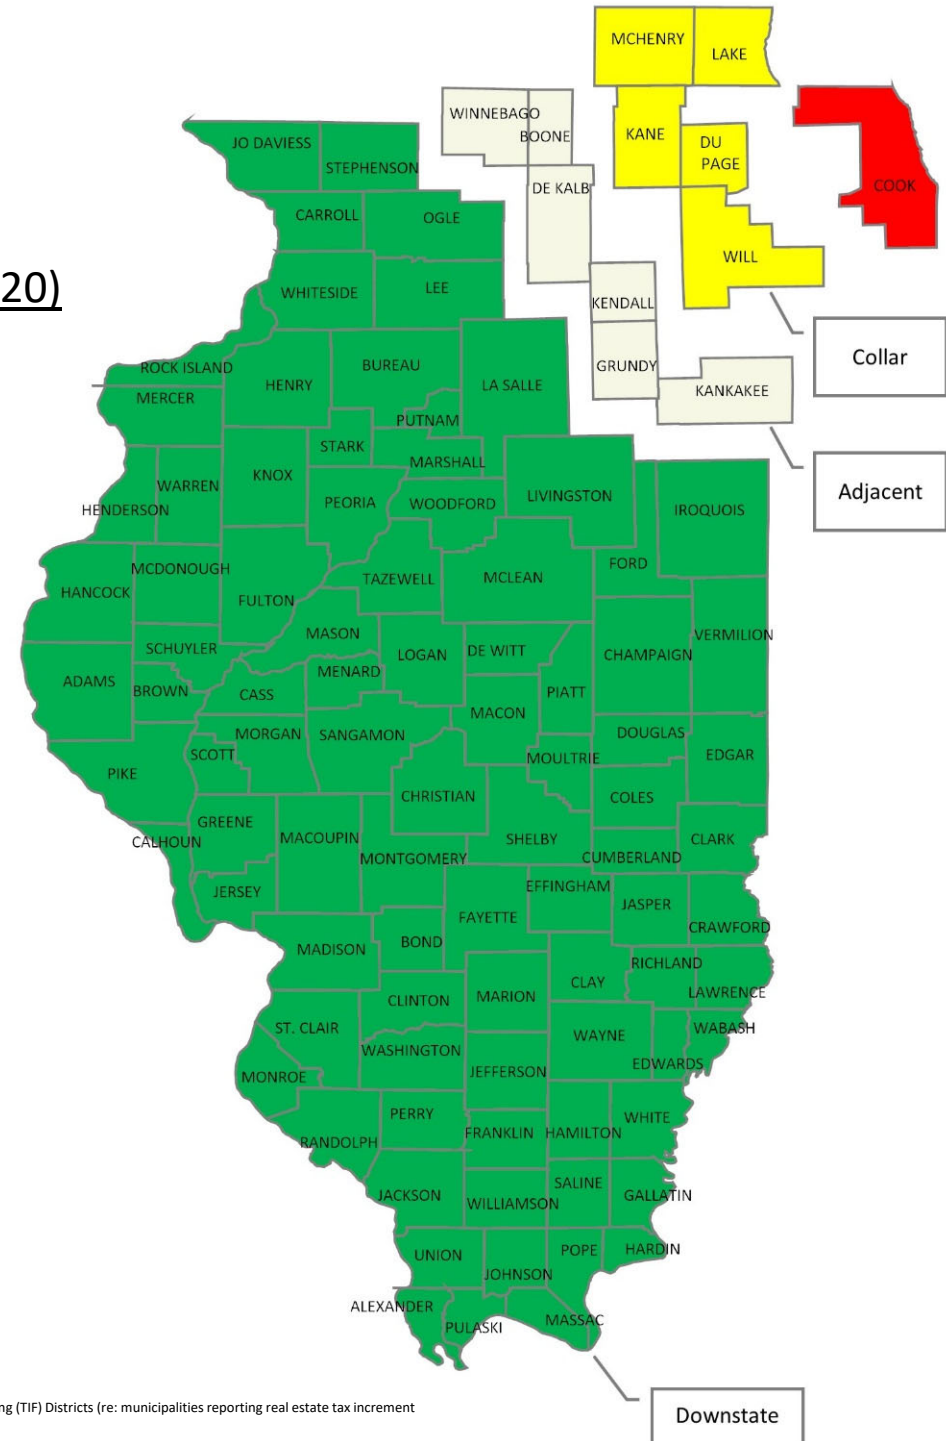 MCHENRY
LAKE
WINNEBAGO
BOONE
KANE
DU
PAGE
JO DAVIESS
STEPHENSON
DE KALB
COOK
CARROLL
OGLE
WILL
20)
WHITESIDE
LEE
KENDALL
Collar
ROCK ISLAND
BUREAU
GRUNDY
HENRY
LA SALLE
KANKAKEE
MERCER
PUTNAM
STARK
MARSHALL
Adjacent
KNOX
WARREN
PEORIA
WOODFORD
LIVINGSTON
IROQUOIS
HENDERSON
MCDONOUGH
FORD
TAZEWELL
MCLEAN
HANCOCK
FULTON
MASON
VERMILION
SCHUYLER
LOGAN
DE WITT
CHAMPAIGN
MENARD
ADAMS
BROWN
CASS
PIATT
MACON
MORGAN
SANGAMON
DOUGLAS
SCOTT
MOULTRIE
EDGAR
PIKE
CHRISTIAN
COLES
GREENE
CALHOUN
MACOUPIN
SHELBY
CLARK
MONTGOMERY
CUMBERLAND
JERSEY
EFFINGHAM
JASPER
FAYETTE
CRAWFORD
MADISON
BOND
RICHLAND
CLAY
LAWRENCE
CLINTON
MARION
ST. CLAIR
WABASH
WAYNE
WASHINGTON
EDWARDS
JEFFERSON
MONROE
PERRY
WHITE
RANDOLPH
FRANKLIN
HAMILTON
SALINE
JACKSON
WILLIAMSON
GALLATIN
UNION
POPE
HARDIN
JOHNSON
ALEXANDER
PULASKI
MASSAC
ng (TIF) Districts (re: municipalities reporting real estate tax increment
Downstate